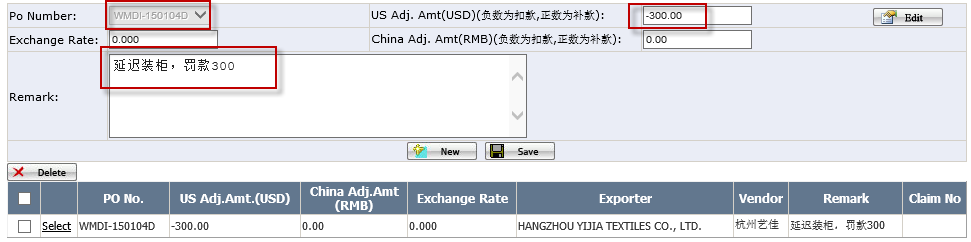 Po Number: WMDI-150104D US Adj. Amt(USD)(负数为扣款,正数为补款): -300.00 Edit
Exchange Rate: 0.000 China Adj. Amt(RMB)(负数为扣款,正数为补款): 0.00
Remark: 延迟装柜，罚款300
New Save
Delete
PO No. US Adj.Amt.(USD) China Adj.Amt (RMB) Exchange Rate Exporter Vendor Remark Claim No
Select WMDI-150104D -300.00 0.00 0.000 HANGZHOU YIJIA TEXTILES CO., LTD. 杭州艺佳 延迟装柜，罚款300